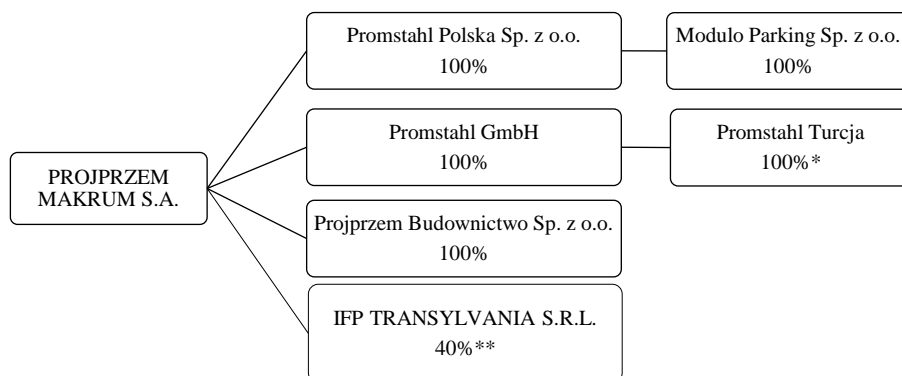 Promstahl Polska Sp. z o.o.
100%
Modulo Parking Sp. z o.o.
100%
Promstahl GmbH
100%
Promstahl Turcja
100%*
PROJPRZEM
MAKRUM S.A.
Projprzem Budownictwo Sp. z o.o.
100%
IFP TRANSYLVANIA S.R.L.
40%**